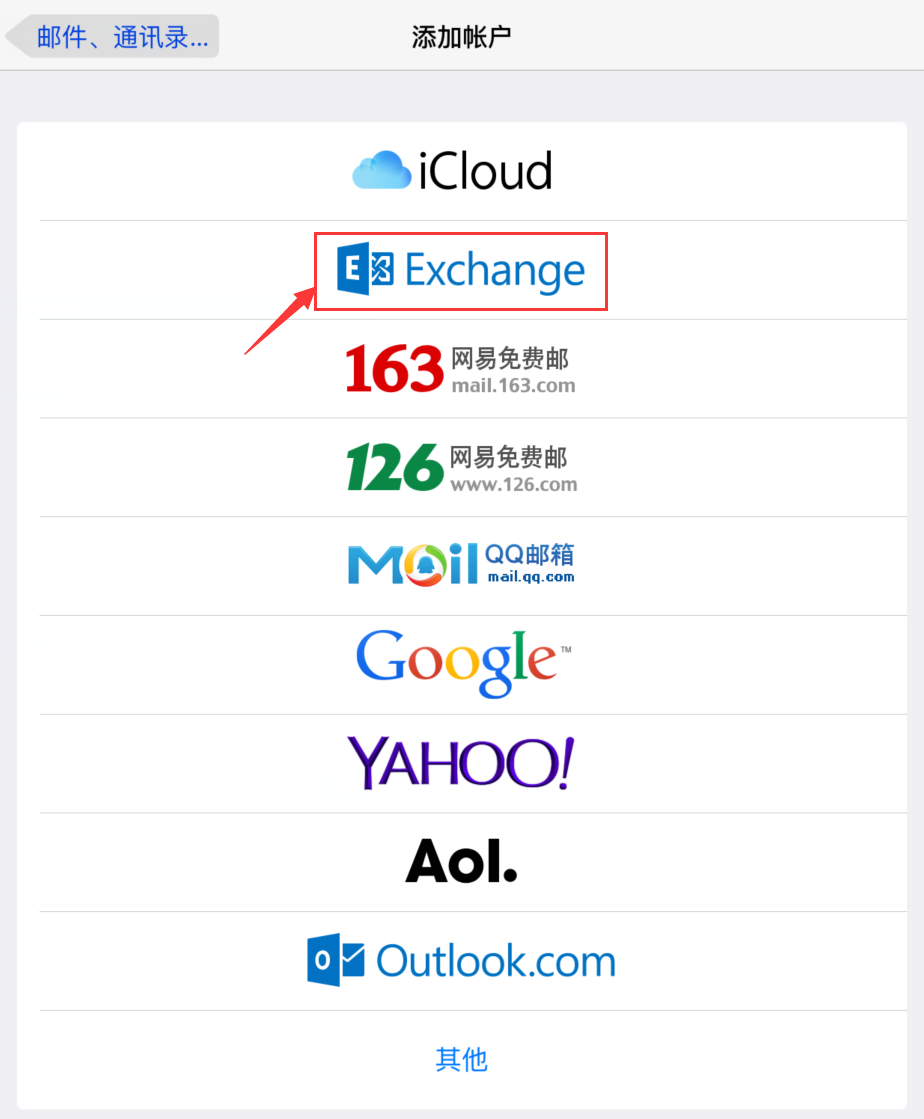 邮件、通讯录...
添加帐户
iCloud
E Exchange
163 网易免费邮
mail.163.com
126 网易免费邮
www.126.com
Mail QQ邮箱
mail.qq.com
Google™
YAHOO!
Aol.
O Outlook.com
其他